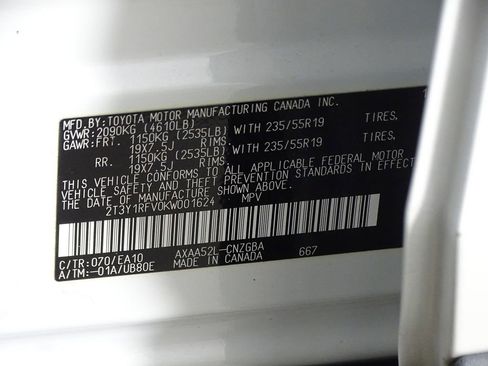 MFD.BY:TOYOTA MOTOR MANUFACTURING CANADA INC.
GVWR:2090KG (4610LB)
GAWR:FRT. 1150KG (2535LB) WITH 235/55R19 TIRES,
19X7.5J RIMS,
RR. 1150KG (2535LB) WITH 235/55R19 TIRES,
19X7.5J RIMS,
THIS VEHICLE CONFORMS TO ALL APPLICABLE FEDERAL MOTOR
VEHICLE SAFETY AND THEFT PREVENTION STANDARDS IN EFFECT
ON THE DATE OF MANUFACTURE SHOWN ABOVE.
2T3Y1RFV0KW001624 MPV
C/TR:070/EA10 AXAA52L-CNZGBA 667
A/TM:-01A/UB80E MADE IN CANADA